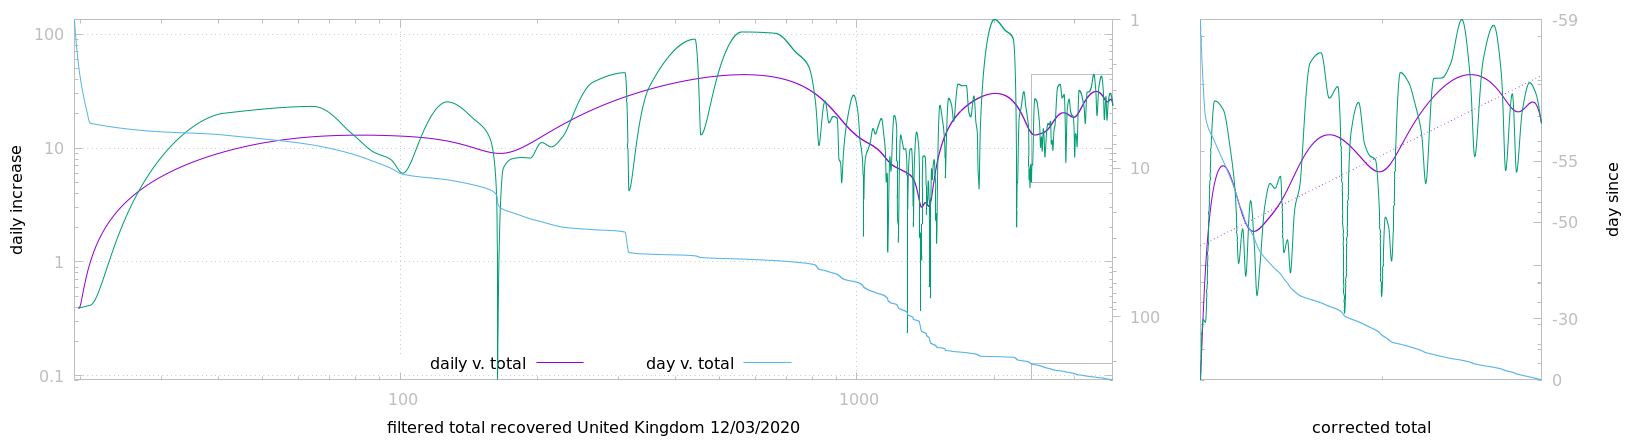 100
10
1
0.1
daily increase
daily v. total
day v. total
100
1000
filtered total recovered United Kingdom 12/03/2020
1
10
100
-59
-55
-50
-30
0
day since
corrected total